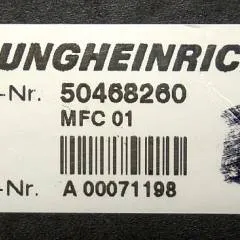 UNGHEINRIC
-Nr. 50468260
MFC 01
-Nr. A 00071198